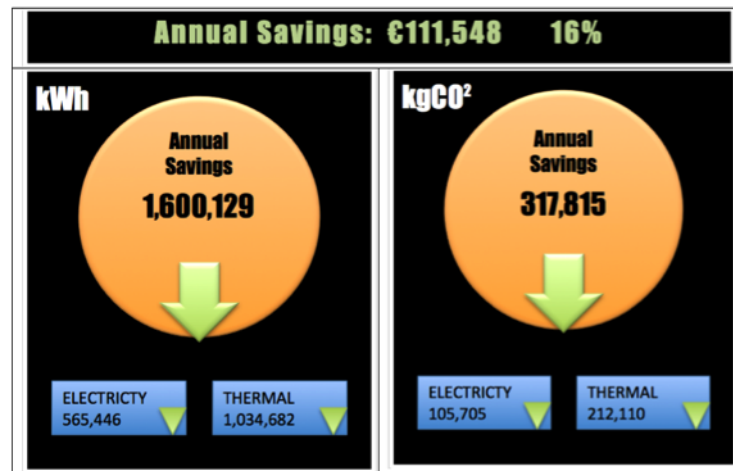 Annual Savings: €111,548 16%
kWh
Annual
Savings
1,600,129
ELECTRICTY
565,446
THERMAL
1,034,682
kgCO²
Annual
Savings
317,815
ELECTRICTY
105,705
THERMAL
212,110